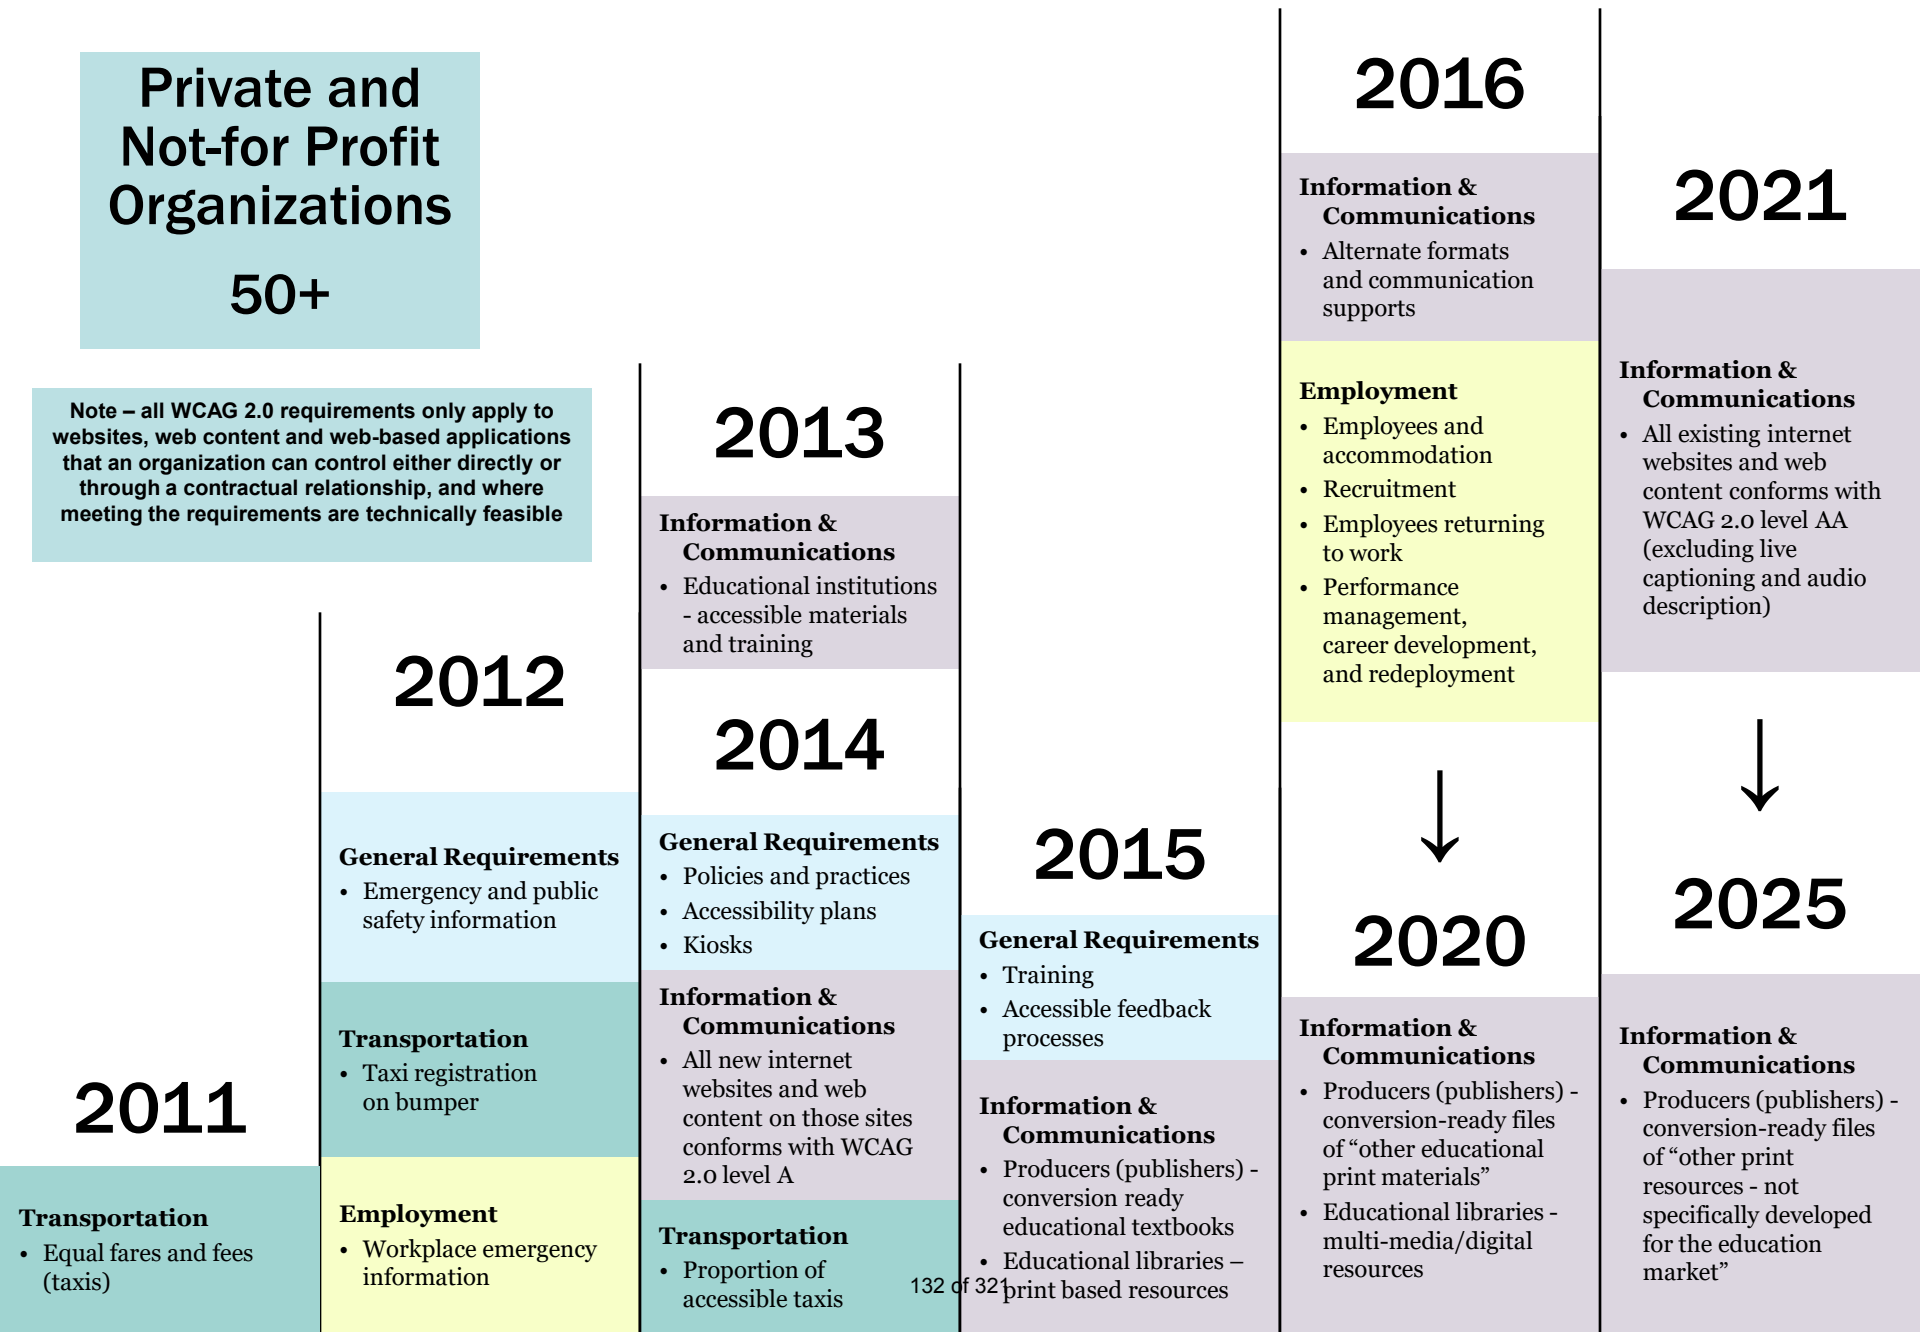 Private and
Not-for Profit
Organizations
50+
Note – all WCAG 2.0 requirements only apply to
websites, web content and web-based applications
that an organization can control either directly or
through a contractual relationship, and where
meeting the requirements are technically feasible
2011
Transportation
• Equal fares and fees
(taxis)
2012
General Requirements
• Emergency and public
safety information
Transportation
• Taxi registration
on bumper
Employment
• Workplace emergency
information
2013
Information &
Communications
• Educational institutions
- accessible materials
and training
2014
General Requirements
• Policies and practices
• Accessibility plans
• Kiosks
Information &
Communications
• All new internet
websites and web
content on those sites
conforms with WCAG
2.0 level A
Transportation
• Proportion of
accessible taxis
2015
General Requirements
• Training
• Accessible feedback
processes
Information &
Communications
• Producers (publishers) -
conversion ready
educational textbooks
• Educational libraries –
print based resources
2016
Information &
Communications
• Alternate formats
and communication
supports
Employment
• Employees and
accommodation
• Recruitment
• Employees returning
to work
• Performance
management,
career development,
and redeployment
↓
2020
Information &
Communications
• Producers (publishers) -
conversion-ready files
of “other educational
print materials”
• Educational libraries -
multi-media/digital
resources
2021
Information &
Communications
• All existing internet
websites and web
content conforms with
WCAG 2.0 level AA
(excluding live
captioning and audio
description)
↓
2025
Information &
Communications
• Producers (publishers) -
conversion-ready files
of “other print
resources - not
specifically developed
for the education
market”
132 of 321